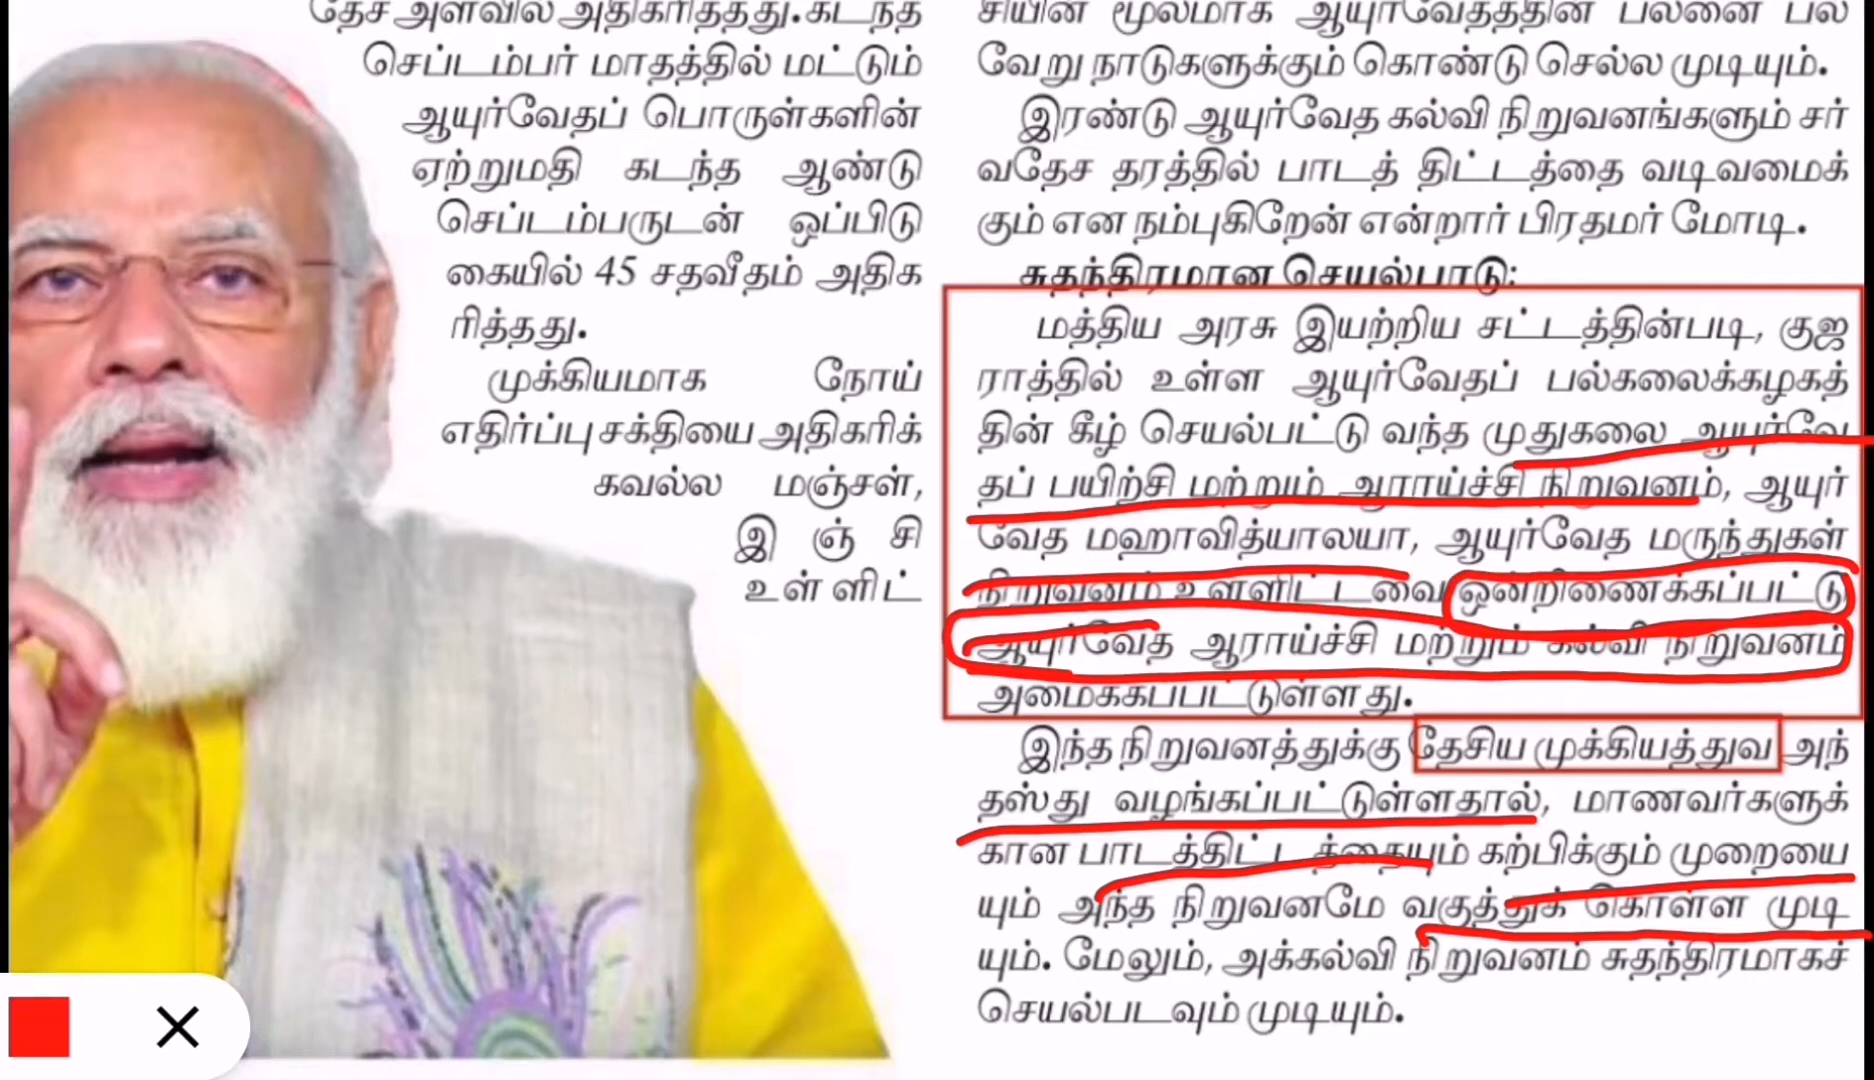 தேச அளவில் அதிகரித்தது. கடந்த
செப்டம்பர் மாதத்தில் மட்டும்
ஆயுர்வேதப் பொருள்களின்
ஏற்றுமதி கடந்த ஆண்டு
செப்டம்பருடன் ஒப்பிடு
கையில் 45 சதவீதம் அதிக
ரித்தது.
முக்கியமாக நோய்
எதிர்ப்பு சக்தியை அதிகரிக்
கவல்ல மஞ்சள்,
இ ஞ் சி
உள் ளிட்
சியின் மூலமாக ஆயுர்வேதத்தின் பலனை பல்
வேறு நாடுகளுக்கும் கொண்டு செல்ல முடியும்.
இரண்டு ஆயுர்வேத கல்வி நிறுவனங்களும் சர்
வதேச தரத்தில் பாடத் திட்டத்தை வடிவமைக்
கும் என நம்புகிறேன் என்றார் பிரதமர் மோடி.
சுதந்திரமான செயல்பாடு:
மத்திய அரசு இயற்றிய சட்டத்தின்படி, குஜ
ராத்தில் உள்ள ஆயுர்வேதப் பல்கலைக்கழகத்
தின் கீழ் செயல்பட்டு வந்த முதுகலை ஆயுர்வே
தப் பயிற்சி மற்றும் ஆராய்ச்சி நிறுவனம், ஆயுர்
வேத மஹாவித்யாலயா, ஆயுர்வேத மருந்துகள்
நிறுவனம் உள்ளிட்டவை ஒன்றிணைக்கப்பட்டு
ஆயுர்வேத ஆராய்ச்சி மற்றும் கல்வி நிறுவனம்
அமைக்கப்பட்டுள்ளது.
இந்த நிறுவனத்துக்கு தேசிய முக்கியத்துவ அந்
தஸ்து வழங்கப்பட்டுள்ளதால், மாணவர்களுக்
கான பாடத்திட்டத்தையும் கற்பிக்கும் முறையை
யும் அந்த நிறுவனமே வகுத்துக் கொள்ள முடி
யும். மேலும், அக்கல்வி நிறுவனம் சுதந்திரமாகச்
செயல்படவும் முடியும்.